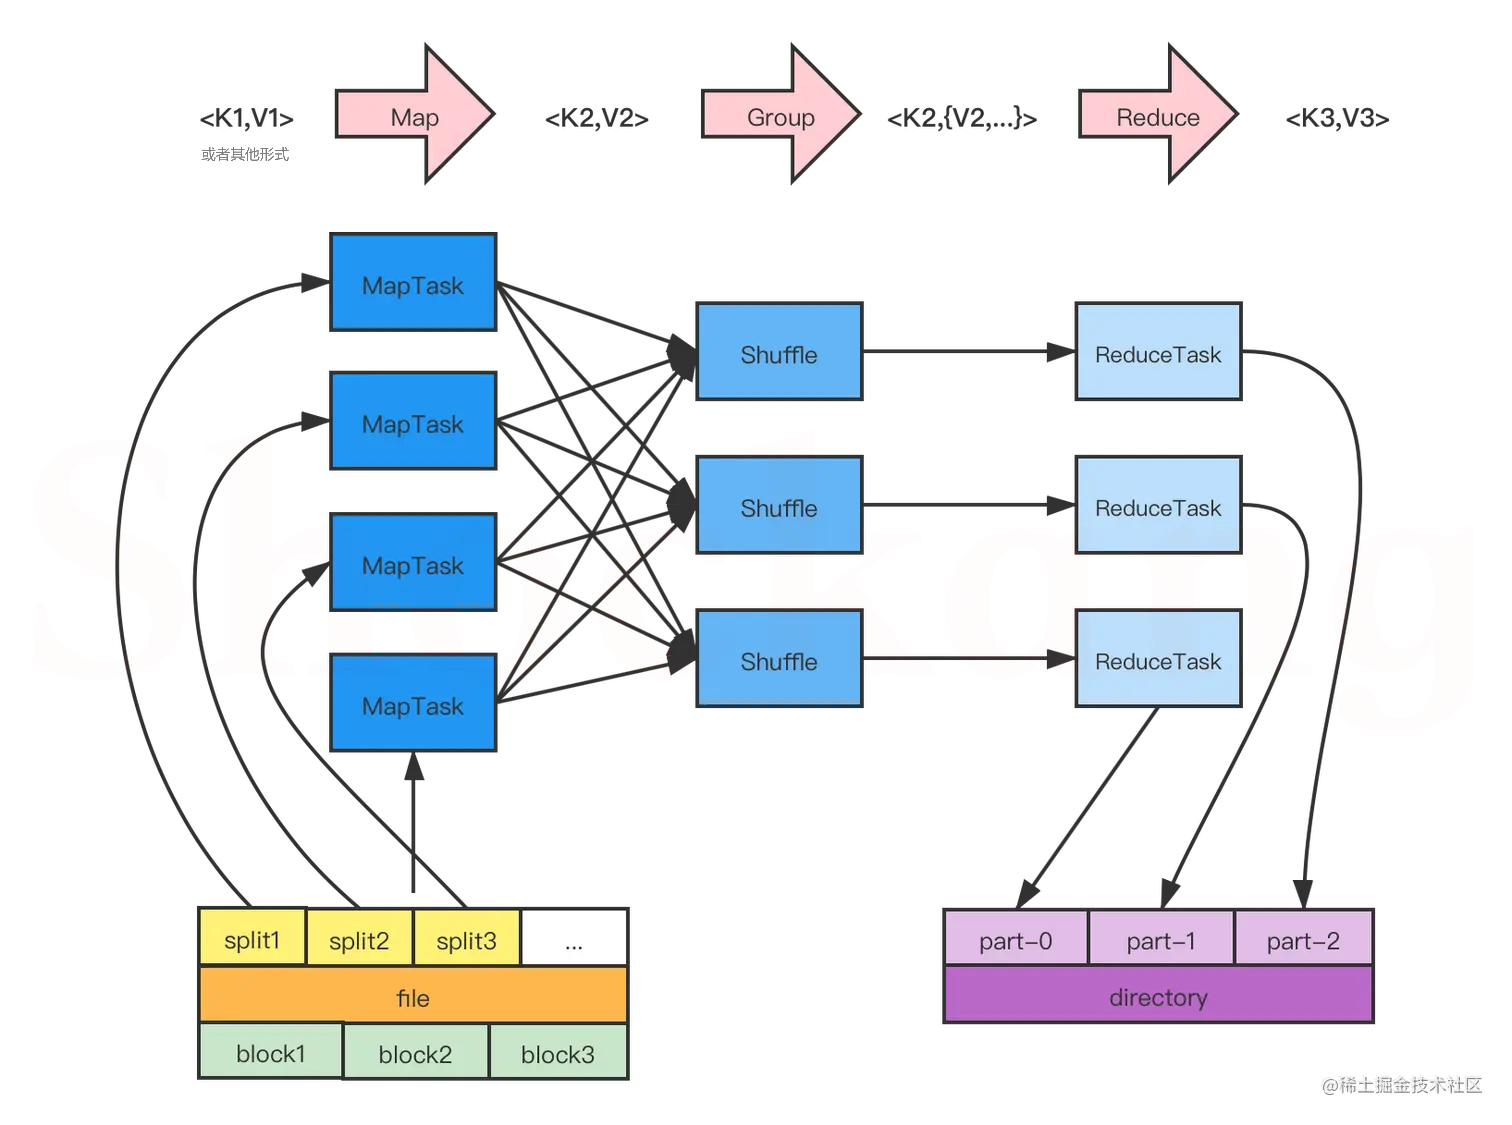 <K1,V1>
Map
<K2,V2>
Group
<K2,{V2,...}>
Reduce
<K3,V3>
或者其他形式
MapTask
MapTask
MapTask
MapTask
Shuffle
Shuffle
Shuffle
ReduceTask
ReduceTask
ReduceTask
split1
split2
split3
...
file
block1
block2
block3
part-0
part-1
part-2
directory
@稀土掘金技术社区